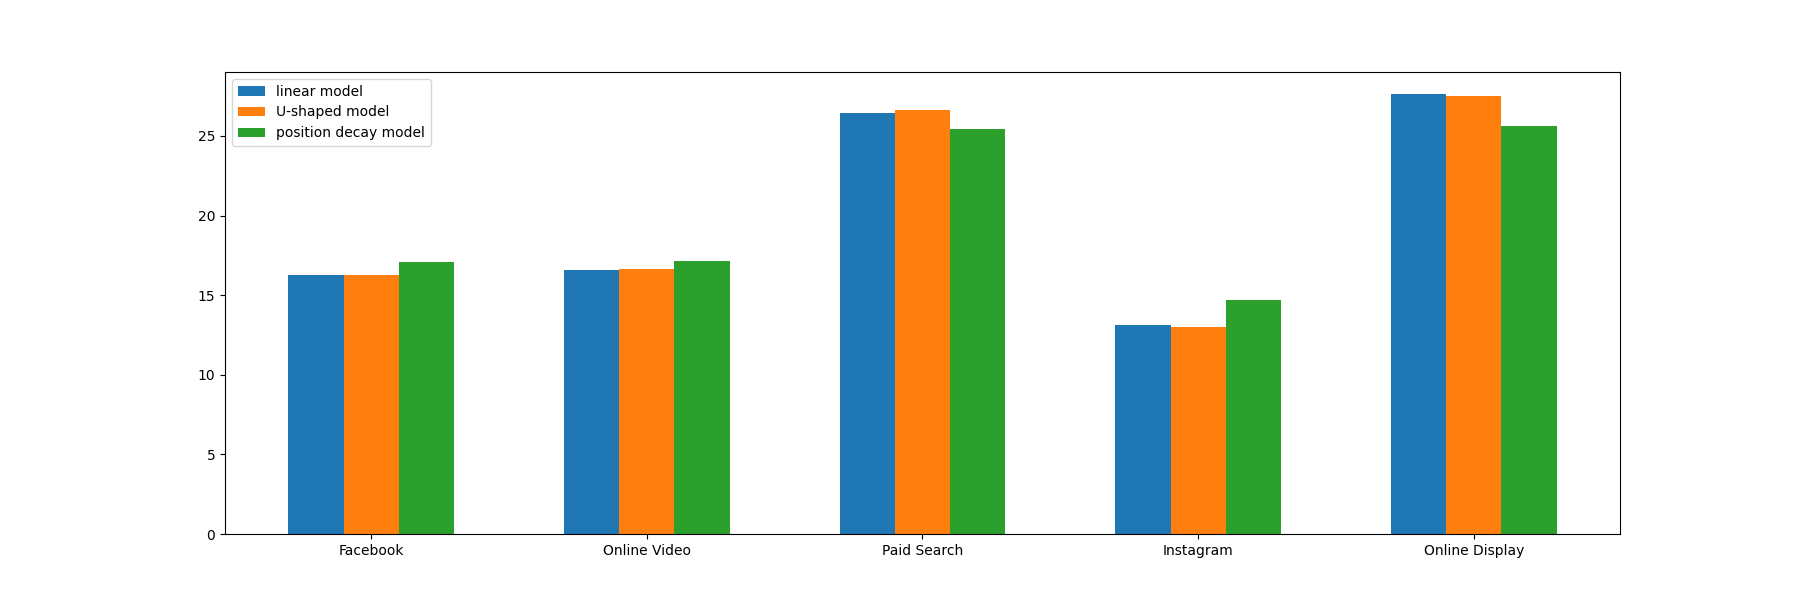 linear model
U-shaped model
position decay model
25
20
15
10
5
0
Facebook Online Video Paid Search Instagram Online Display